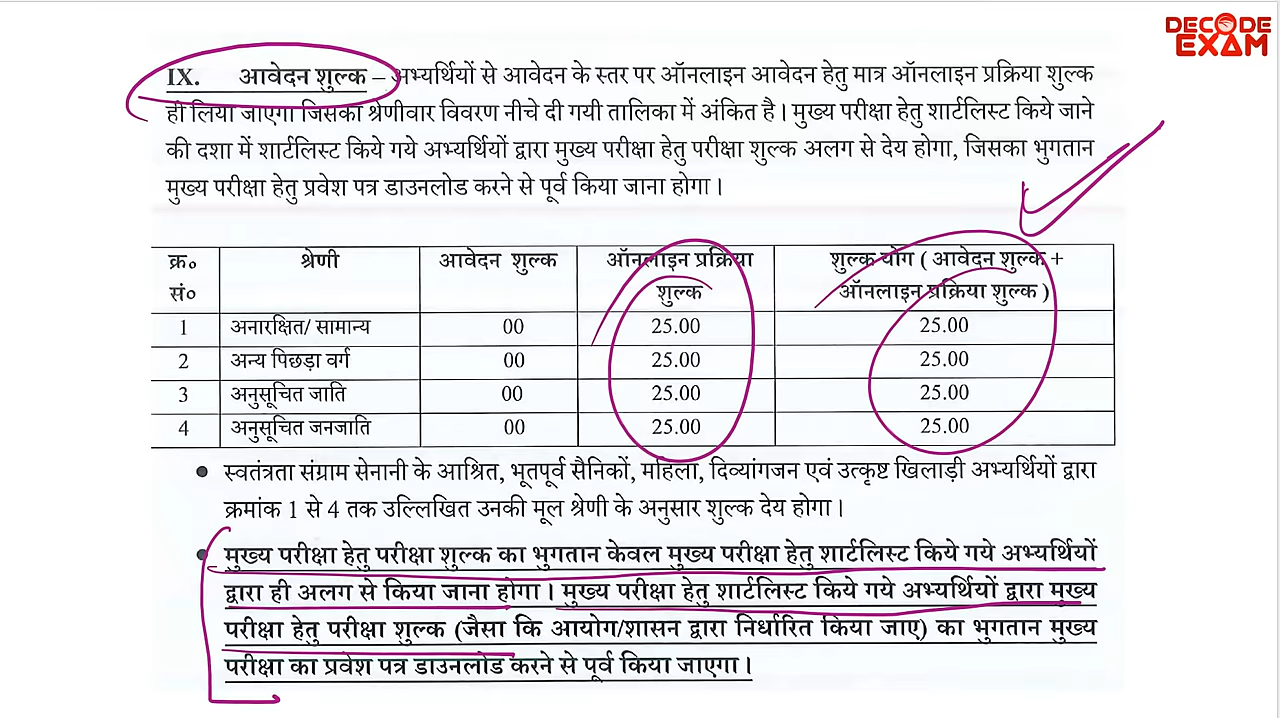 DECODE
EXAM
IX. आवेदन शुल्क – अभ्यर्थियों से आवेदन के स्तर पर ऑनलाइन आवेदन हेतु मात्र ऑनलाइन प्रक्रिया शुल्क
ही लिया जाएगा जिसका श्रेणीवार विवरण नीचे दी गयी तालिका में अंकित है। मुख्य परीक्षा हेतु शार्टलिस्ट किये जाने
की दशा में शार्टलिस्ट किये गये अभ्यर्थियों द्वारा मुख्य परीक्षा हेतु परीक्षा शुल्क अलग से देय होगा, जिसका भुगतान
मुख्य परीक्षा हेतु प्रवेश पत्र डाउनलोड करने से पूर्व किया जाना होगा।
क्र० सं० श्रेणी आवेदन शुल्क ऑनलाइन प्रक्रिया शुल्क शुल्क योग ( आवेदन शुल्क + ऑनलाइन प्रक्रिया शुल्क )
1 अनारक्षित/ सामान्य 00 25.00 25.00
2 अन्य पिछड़ा वर्ग 00 25.00 25.00
3 अनुसूचित जाति 00 25.00 25.00
4 अनुसूचित जनजाति 00 25.00 25.00
● स्वतंत्रता संग्राम सेनानी के आश्रित, भूतपूर्व सैनिकों, महिला, दिव्यांगजन एवं उत्कृष्ट खिलाड़ी अभ्यर्थियों द्वारा
क्रमांक 1 से 4 तक उल्लिखित उनकी मूल श्रेणी के अनुसार शुल्क देय होगा।
● मुख्य परीक्षा हेतु परीक्षा शुल्क का भुगतान केवल मुख्य परीक्षा हेतु शार्टलिस्ट किये गये अभ्यर्थियों
द्वारा ही अलग से किया जाना होगा। मुख्य परीक्षा हेतु शार्टलिस्ट किये गये अभ्यर्थियों द्वारा मुख्य
परीक्षा हेतु परीक्षा शुल्क (जैसा कि आयोग/शासन द्वारा निर्धारित किया जाए) का भुगतान मुख्य
परीक्षा का प्रवेश पत्र डाउनलोड करने से पूर्व किया जाएगा।